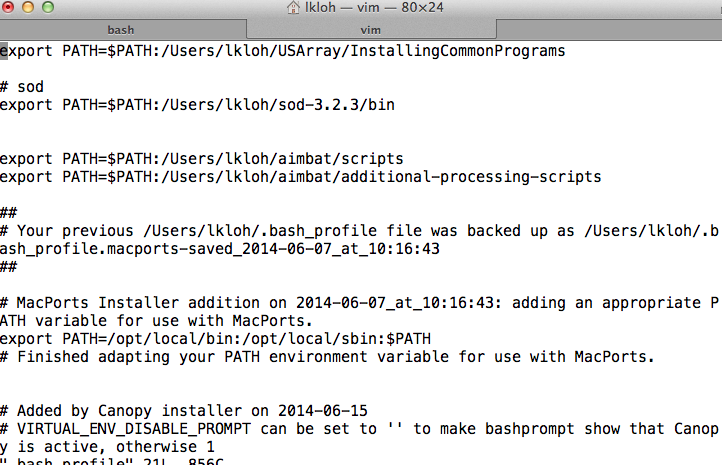 lkloh — vim — 80×24
bash
vim
export PATH=$PATH:/Users/lkloh/USArray/InstallingCommonPrograms
# sod
export PATH=$PATH:/Users/lkloh/sod-3.2.3/bin
export PATH=$PATH:/Users/lkloh/aimbat/scripts
export PATH=$PATH:/Users/lkloh/aimbat/additional-processing-scripts
##
# Your previous /Users/lkloh/.bash_profile file was backed up as /Users/lkloh/.b
ash_profile.macports-saved_2014-06-07_at_10:16:43
##
# MacPorts Installer addition on 2014-06-07_at_10:16:43: adding an appropriate P
ATH variable for use with MacPorts.
export PATH=/opt/local/bin:/opt/local/sbin:$PATH
# Finished adapting your PATH environment variable for use with MacPorts.
# Added by Canopy installer on 2014-06-15
# VIRTUAL_ENV_DISABLE_PROMPT can be set to '' to make bashprompt show that Canop
y is active, otherwise 1
".bash_profile" 21L, 856C